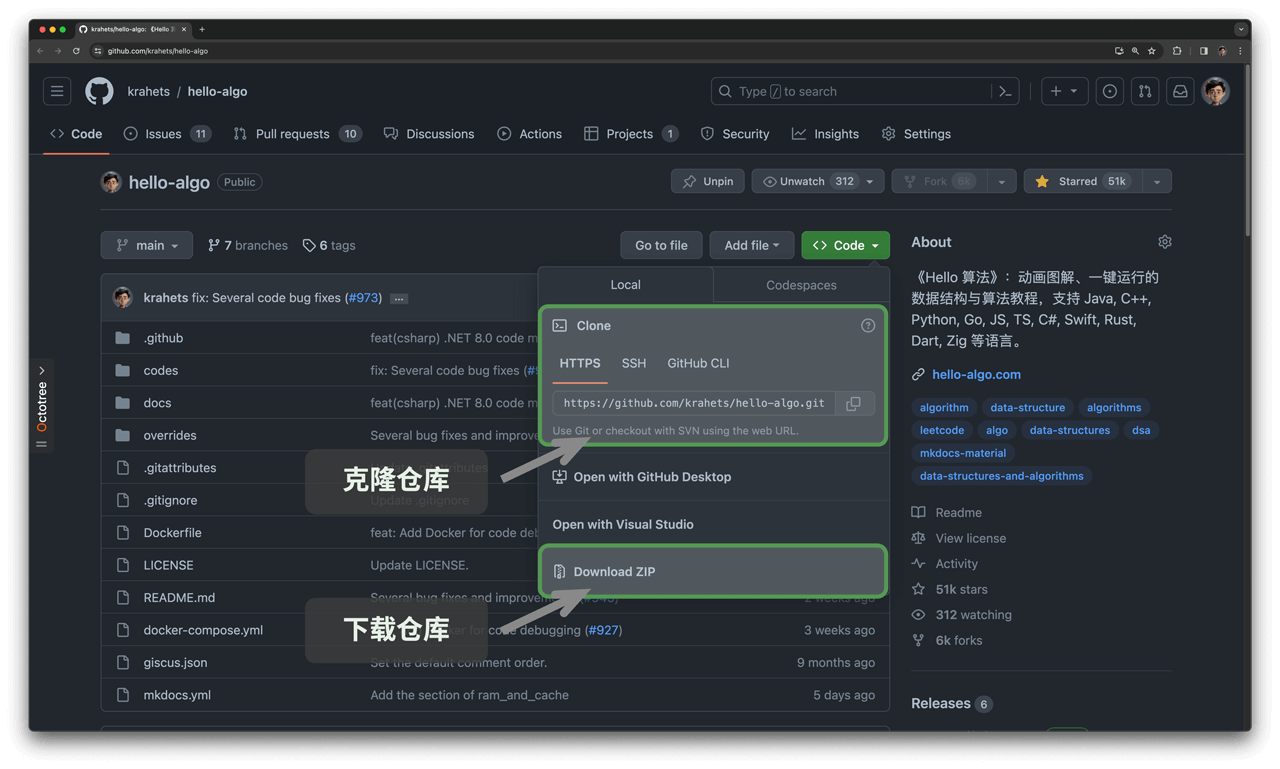 krahets/hello-algo: 《Hello
github.com/krahets/hello-algo
krahets / hello-algo
Type / to search
Code
Issues 11
Pull requests 10
Discussions
Actions
Projects 1
Security
Insights
Settings
hello-algo Public
Unpin
Unwatch 312
Fork 6k
Starred 51k
main
7 branches
6 tags
Go to file
Add file
Code
krahets fix: Several code bug fixes (#973) ...
.github feat(csharp) .NET 8.0 code m
codes fix: Several code bug fixes (#
docs feat(csharp) .NET 8.0 code m
overrides Several bug fixes and improve
.gitattributes
.gitignore Update .gitignore
Dockerfile feat: Add Docker for code de
LICENSE Update LICENSE.
README.md Several bug fixes and improvem 2 weeks ago
docker-compose.yml for code debugging (#927) 3 weeks ago
giscus.json Set the default comment order. 9 months ago
mkdocs.yml Add the section of ram_and_cache 5 days ago
Local
Codespaces
Clone
HTTPS SSH GitHub CLI
https://github.com/krahets/hello-algo.git
Use Git or checkout with SVN using the web URL.
Open with GitHub Desktop
Open with Visual Studio
Download ZIP
克隆仓库
下载仓库
Octotree
About
《Hello 算法》：动画图解、一键运行的
数据结构与算法教程，支持 Java, C++,
Python, Go, JS, TS, C#, Swift, Rust,
Dart, Zig 等语言。
hello-algo.com
algorithm data-structure algorithms
leetcode algo data-structures dsa
mkdocs-material
data-structures-and-algorithms
Readme
View license
Activity
51k stars
312 watching
6k forks
Releases 6